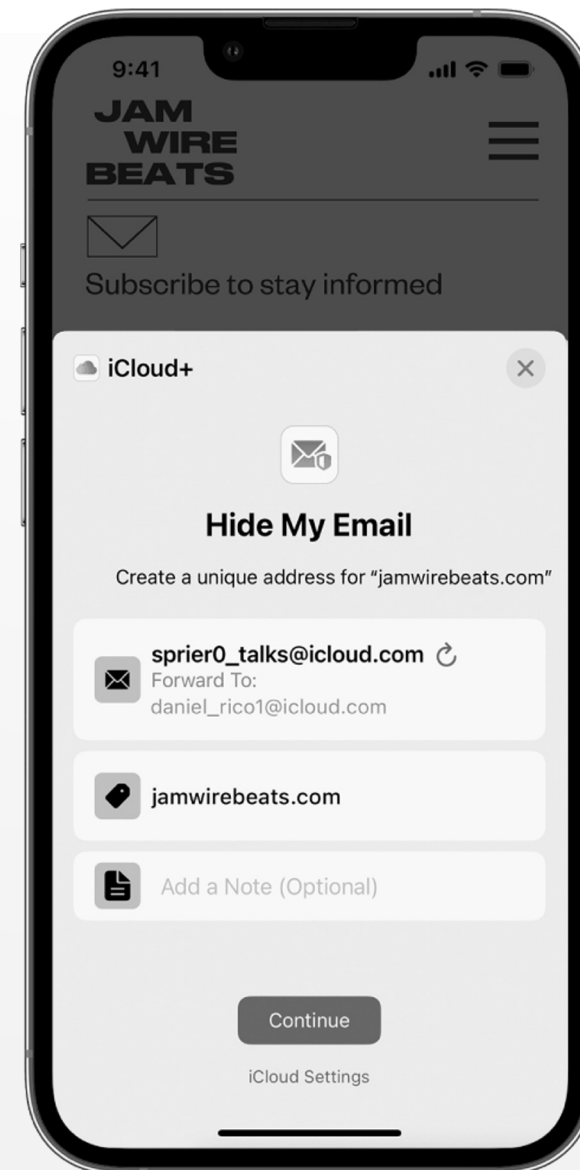 9:41
JAM
WIRE
BEATS
Subscribe to stay informed
iCloud+
Hide My Email
Create a unique address for “jamwirebeats.com”
sprier0_talks@icloud.com
Forward To:
daniel_rico1@icloud.com
jamwirebeats.com
Add a Note (Optional)
Continue
iCloud Settings